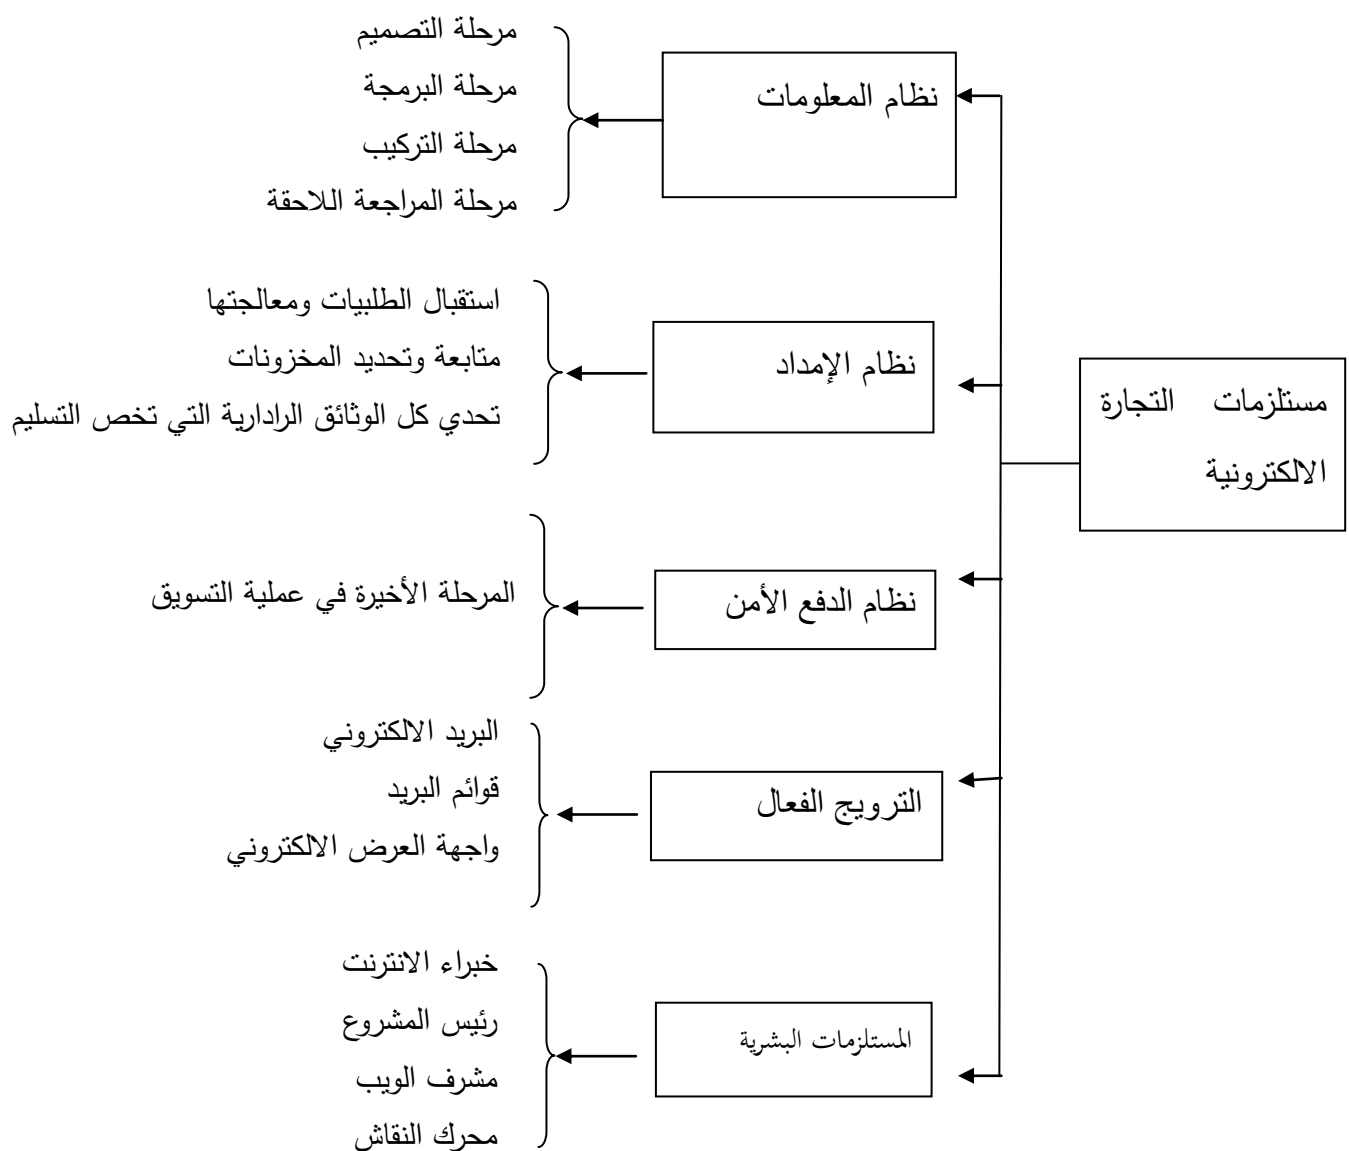 مستلزمات التجارة
الالكترونية
نظام المعلومات
مرحلة التصميم
مرحلة البرمجة
مرحلة التركيب
مرحلة المراجعة اللاحقة
نظام الإمداد
استقبال الطلبيات ومعالجتها
متابعة وتحديد المخزونات
تحدي كل الوثائق الرادارية التي تخص التسليم
نظام الدفع الأمن
المرحلة الأخيرة في عملية التسويق
الترويج الفعال
البريد الالكتروني
قوائم البريد
واجهة العرض الالكتروني
المستلزمات البشرية
خبراء الانترنت
رئيس المشروع
مشرف الويب
محرك النقاش